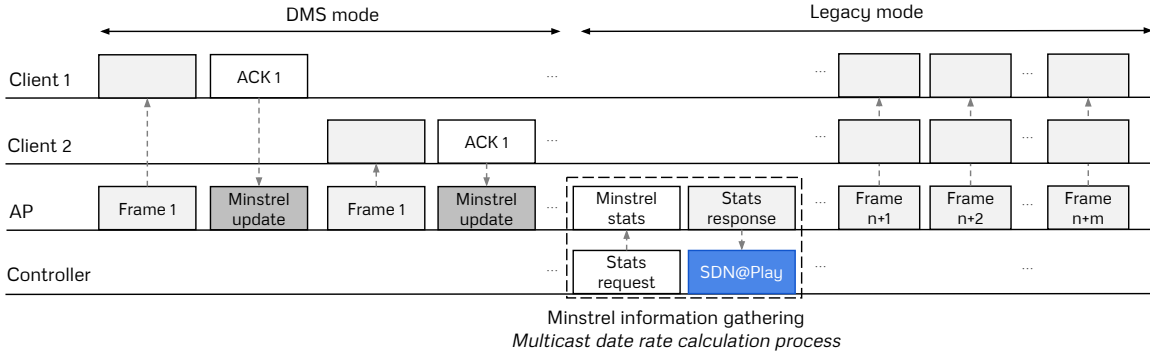 DMS mode Legacy mode
Client 1 ACK 1 ... ... ...
Client 2 ACK 1 ... ... ...
AP Frame 1 Minstrel update Frame 1 Minstrel update ... Minstrel stats Stats response ... Frame n+1 Frame n+2 ... Frame n+m
Controller ... Stats request SDN@Play ... ...
Minstrel information gathering
Multicast date rate calculation process